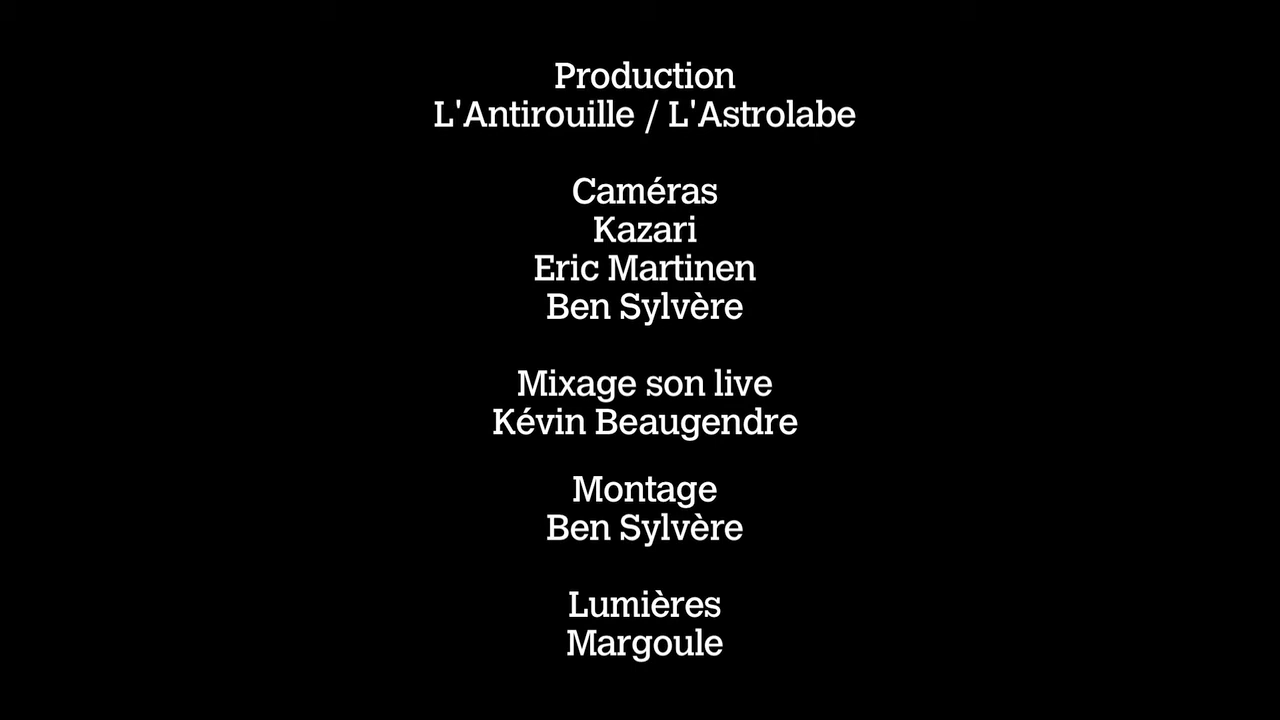 Production
L'Antirouille / L'Astrolabe
Caméras
Kazari
Eric Martinen
Ben Sylvère
Mixage son live
Kévin Beaugendre
Montage
Ben Sylvère
Lumières
Margoule